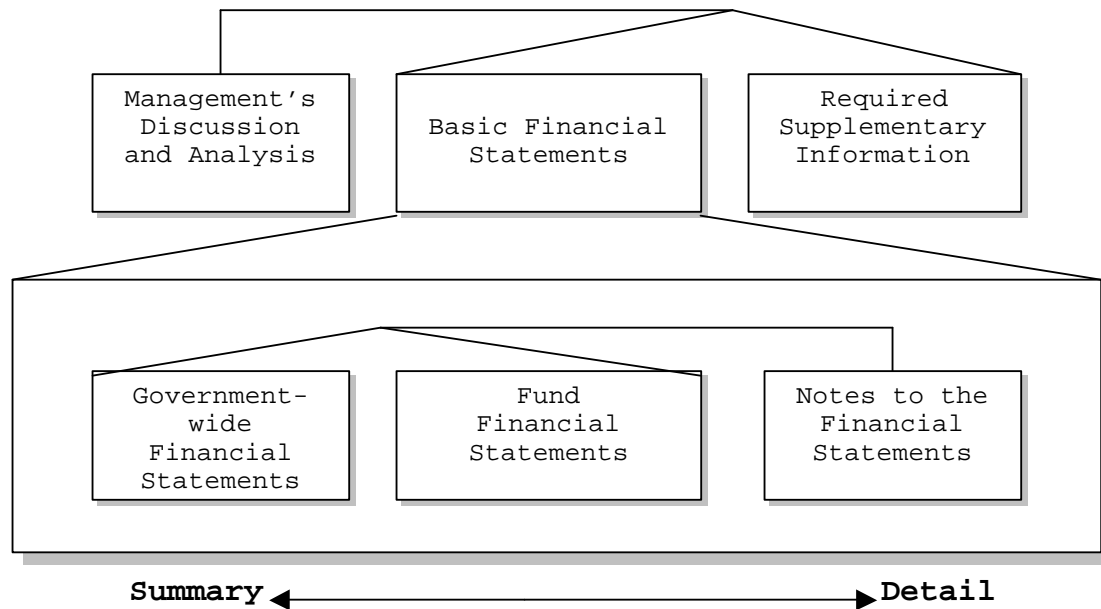 Management's
Discussion
and Analysis
Basic Financial
Statements
Required
Supplementary
Information
Government-
wide
Financial
Statements
Fund
Financial
Statements
Notes to the
Financial
Statements
Summary
Detail